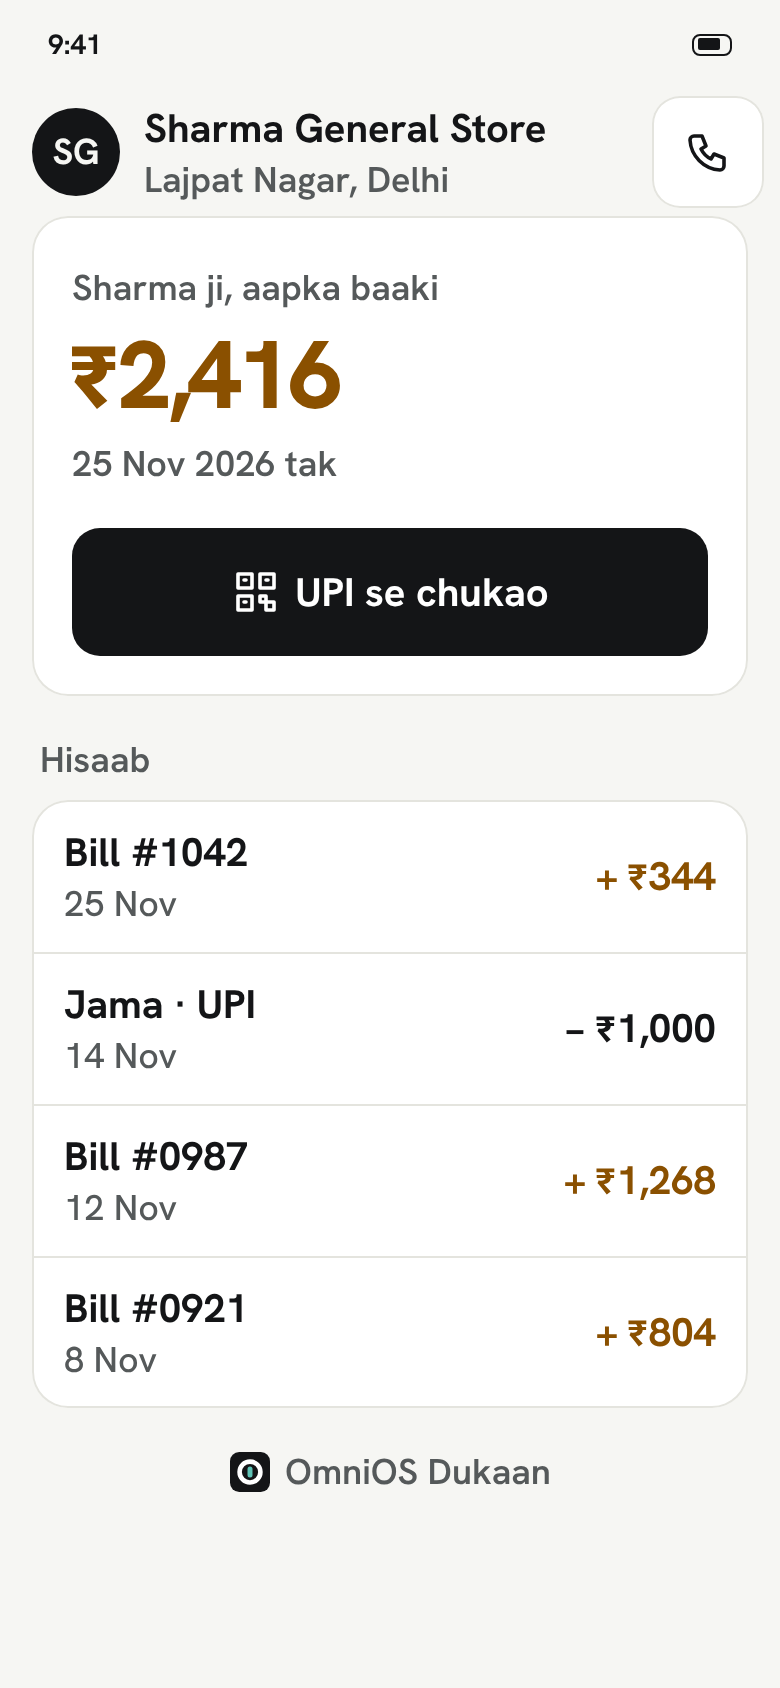 9:41
SG
Sharma General Store
Lajpat Nagar, Delhi
Sharma ji, aapka baaki
₹2,416
25 Nov 2026 tak
UPI se chukao
Hisaab
Bill #1042
25 Nov
+ ₹344
Jama · UPI
14 Nov
– ₹1,000
Bill #0987
12 Nov
+ ₹1,268
Bill #0921
8 Nov
+ ₹804
OmniOS Dukaan